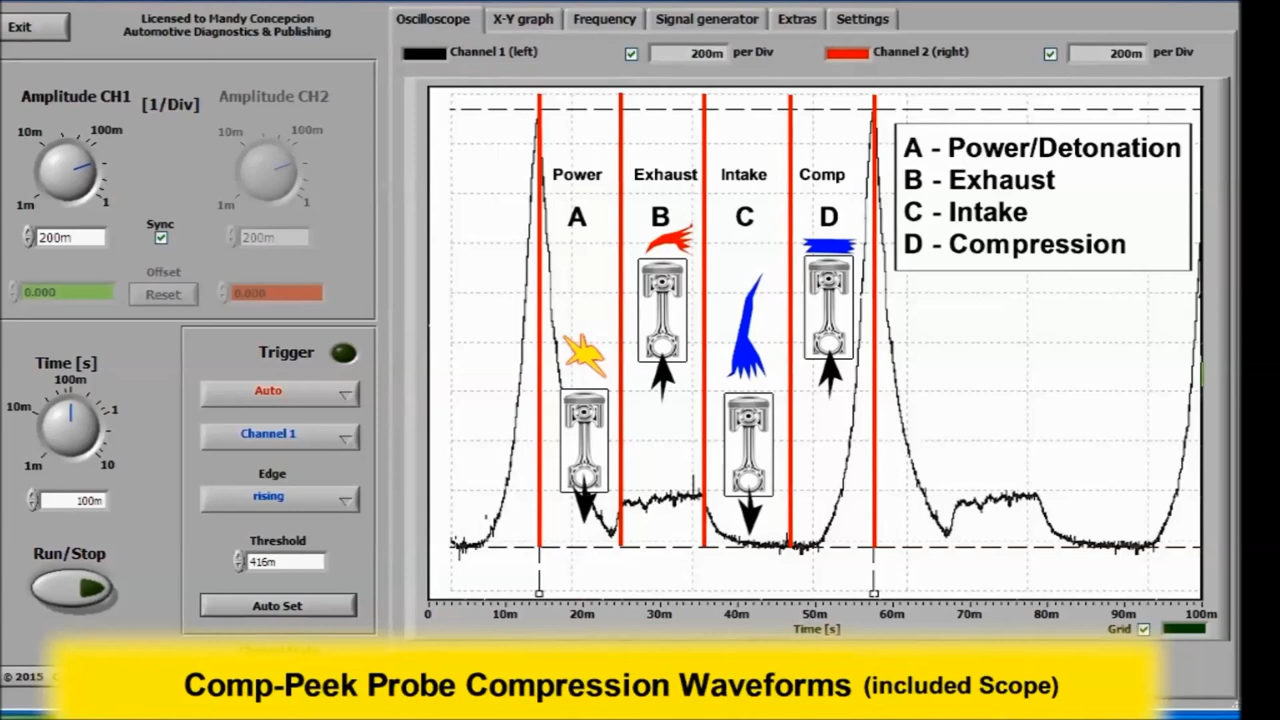 Exit
Licensed to Mandy Concepcion
Automotive Diagnostics & Publishing
Oscilloscope X-Y graph Frequency Signal generator Extras Settings
Channel 1 (left) 200m per Div Channel 2 (right) 200m per Div
Amplitude CH1 [1/Div] Amplitude CH2
10m 100m 10m 100m
1m 1 1m 1
Sync
200m 200m
Offset
0.000 Reset 0.000
Time [s]
100m
10m 1
1m 10
100m
Run/Stop
Trigger
Auto
Channel 1
Edge
rising
Threshold
416m
Auto Set
Power Exhaust Intake Comp
A B C D
A - Power/Detonation
B - Exhaust
C - Intake
D - Compression
0 10m 20m 30m 40m 50m 60m 70m 80m 90m 100m
Time [s]
Grid
© 2015
Comp-Peek Probe Compression Waveforms (included Scope)